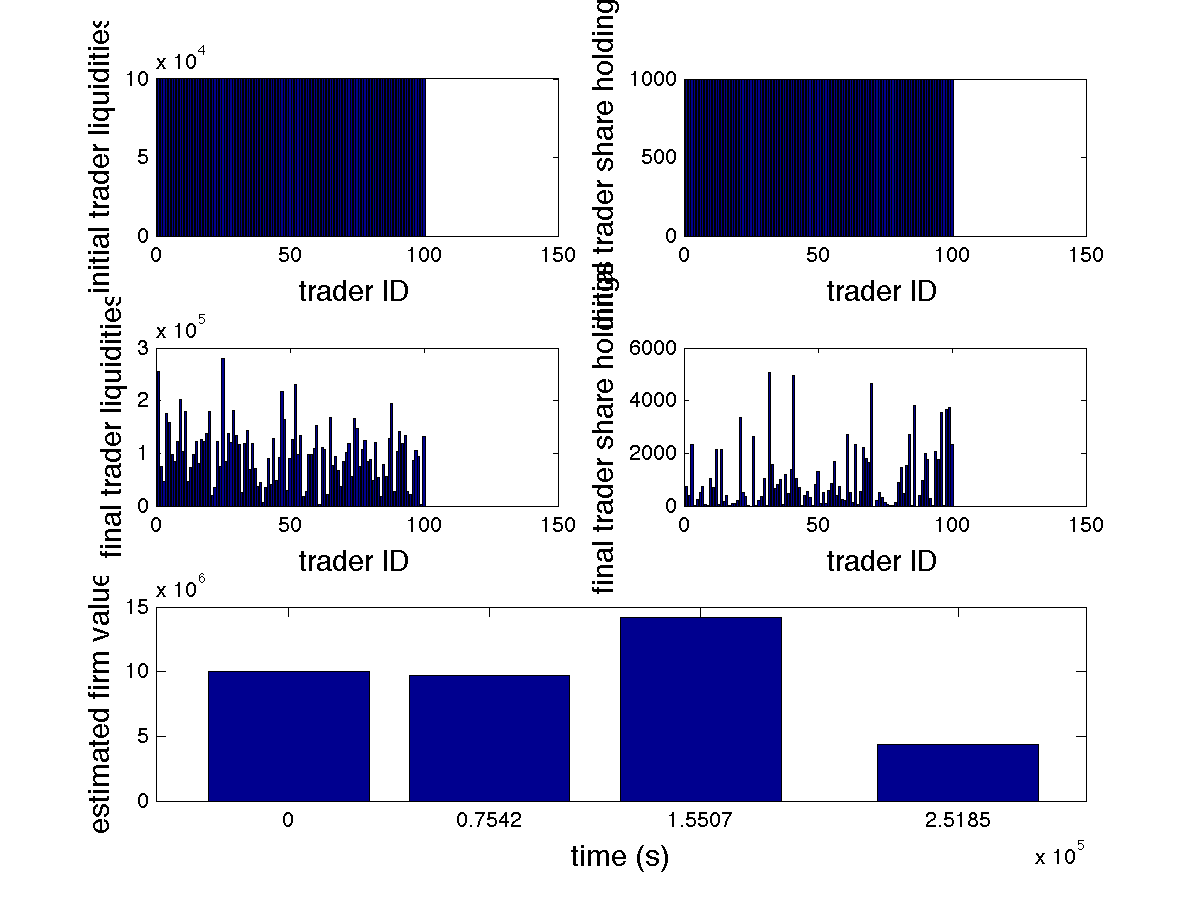 initial trader liquidities
x 10^4
10
5
0
0 50 100 150
trader ID
trader share holding
1000
500
0
0 50 100 150
trader ID
final trader liquidities
x 10^5
3
2
1
0
0 50 100 150
trader ID
final trader share holdings
6000
4000
2000
0
0 50 100 150
trader ID
estimated firm value
x 10^6
15
10
5
0
0 0.7542 1.5507 2.5185
time (s)
x 10^5